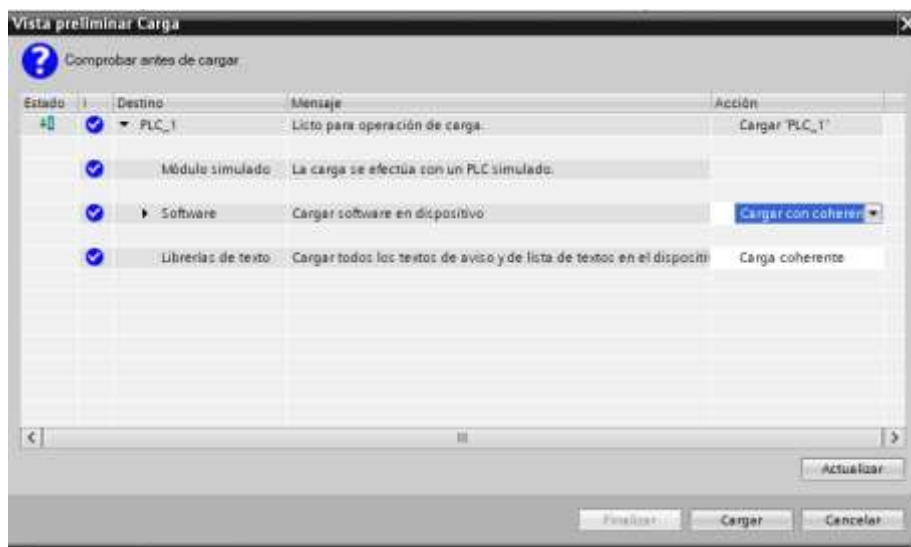 Vista preliminar Carga
Comprobar antes de cargar
Estado ! Destino Mensaje Acción
PLC_1 Listo para operación de carga. Cargar 'PLC_1'
Módulo simulado La carga se efectúa con un PLC simulado.
Software Cargar software en dispositivo Cargar con coheren
Librerías de texto Cargar todos los textos de aviso y de lista de textos en el dispositi Carga coherente
Actualizar
Finalizar Cargar Cancelar